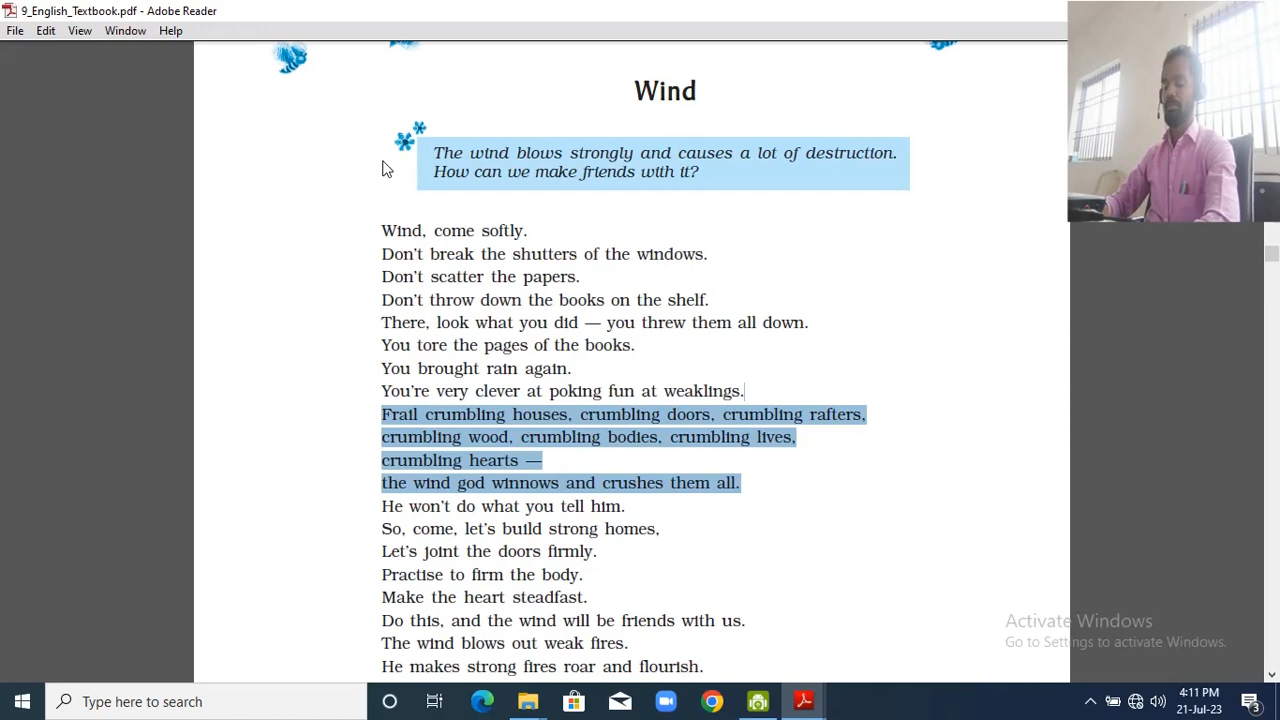 9_English_Textbook.pdf - Adobe Reader
File Edit View Window Help
Wind
The wind blows strongly and causes a lot of destruction.
How can we make friends with it?
Wind, come softly.
Don't break the shutters of the windows.
Don't scatter the papers.
Don't throw down the books on the shelf.
There, look what you did — you threw them all down.
You tore the pages of the books.
You brought rain again.
You're very clever at poking fun at weaklings.
Frail crumbling houses, crumbling doors, crumbling rafters,
crumbling wood, crumbling bodies, crumbling lives,
crumbling hearts —
the wind god winnows and crushes them all.
He won't do what you tell him.
So, come, let's build strong homes,
Let's joint the doors firmly.
Practise to firm the body.
Make the heart steadfast.
Do this, and the wind will be friends with us.
The wind blows out weak fires.
He makes strong fires roar and flourish.
Activate Windows
Go to Settings to activate Windows.
Type here to search
4:11 PM
21-Jul-23
3